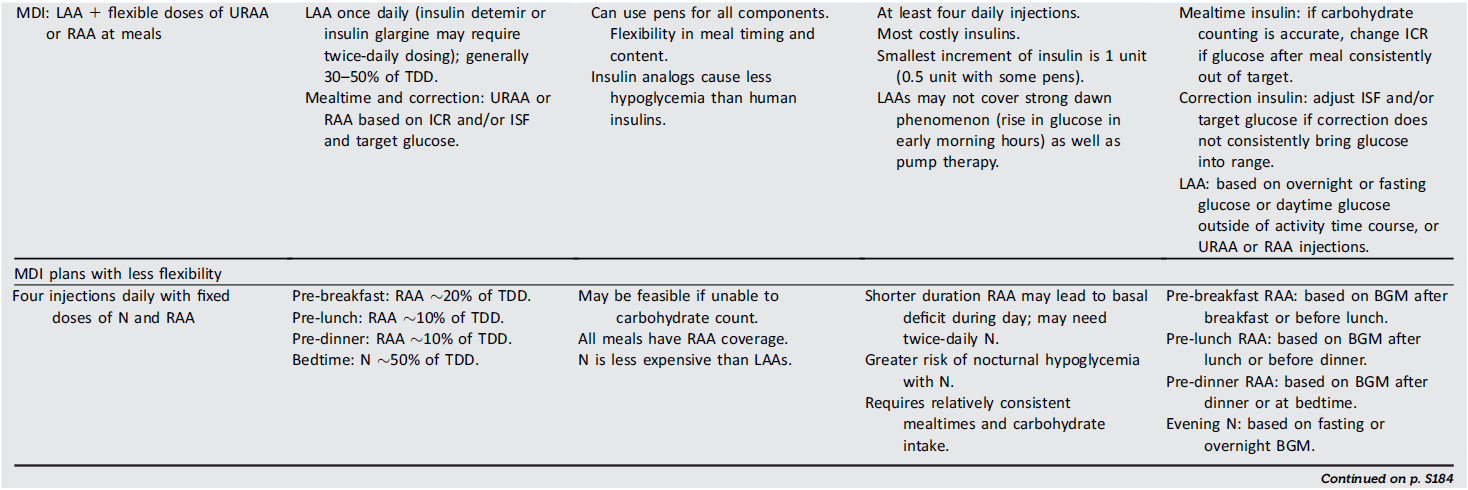 MDI: LAA + flexible doses of URAA
or RAA at meals
LAA once daily (insulin detemir or
insulin glargine may require
twice-daily dosing); generally
30–50% of TDD.
Mealtime and correction: URAA or
RAA based on ICR and/or ISF
and target glucose.
Can use pens for all components.
Flexibility in meal timing and
content.
Insulin analogs cause less
hypoglycemia than human
insulins.
At least four daily injections.
Most costly insulins.
Smallest increment of insulin is 1 unit
(0.5 unit with some pens).
LAAs may not cover strong dawn
phenomenon (rise in glucose in
early morning hours) as well as
pump therapy.
Mealtime insulin: if carbohydrate
counting is accurate, change ICR
if glucose after meal consistently
out of target.
Correction insulin: adjust ISF and/or
target glucose if correction does
not consistently bring glucose
into range.
LAA: based on overnight or fasting
glucose or daytime glucose
outside of activity time course, or
URAA or RAA injections.
MDI plans with less flexibility
Four injections daily with fixed
doses of N and RAA
Pre-breakfast: RAA ∼20% of TDD.
Pre-lunch: RAA ∼10% of TDD.
Pre-dinner: RAA ∼10% of TDD.
Bedtime: N ∼50% of TDD.
May be feasible if unable to
carbohydrate count.
All meals have RAA coverage.
N is less expensive than LAAs.
Shorter duration RAA may lead to basal
deficit during day; may need
twice-daily N.
Greater risk of nocturnal hypoglycemia
with N.
Requires relatively consistent
mealtimes and carbohydrate
intake.
Pre-breakfast RAA: based on BGM after
breakfast or before lunch.
Pre-lunch RAA: based on BGM after
lunch or before dinner.
Pre-dinner RAA: based on BGM after
dinner or at bedtime.
Evening N: based on fasting or
overnight BGM.
Continued on p. S184